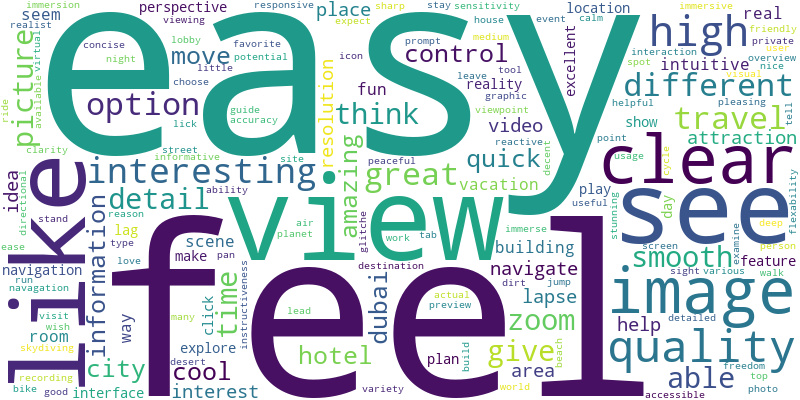 easy
feel
view
see
like
clear
image
high
quality
different
travel
attraction
smooth
feature
help
able
zoom
give
area
building
navigate
lapse
quick
vacation
great
amazing
think
control
fun
reality
video
resolution
excellent
intuitive
real
location
place
perspective
seem
picture
move
option
interesting
detail
information
idea
navigation
scene
make
lag
way
click
time
city
room
interface
cool
interest
explore
hotel
dubai
plan
play
show
day
immersion
realist
viewing
responsive
sharp
stay
sensitivity
house
event
calm
expect
immersive
friendly
private
user
overview
nice
interaction
spot
visual
helpful
pleasing
tell
concise
lobby
favorite
potential
prompt
medium
icon
leave
tool
graphic
night
little
choose
virtual
available
ride
guide
accuracy
viewpoint
reactive
decent
point
usage
cycle
clarity
street
lick
informative
site
peaceful
ability
useful
directional
stand
reason
type
love
air
planet
pan
instructiveness
glitche
work
tab
immerse
destination
dirt
jump
actual
preview
build
beach
world
lead
many
desert
variety
ease
run
navagation
visit
wish
skydiving
recording
bike
good
stunning
examine
screen
sight
various
walk
deep
person
flexability
detailed
freedom
top
photo
accessible